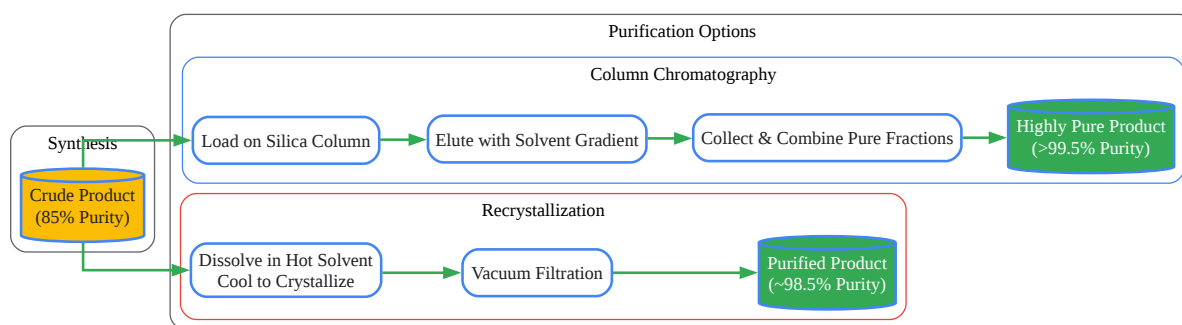 Purification Options
Column Chromatography
Synthesis
Load on Silica Column
Elute with Solvent Gradient
Collect & Combine Pure Fractions
Highly Pure Product
(>99.5% Purity)
Crude Product
(85% Purity)
Recrystallization
Dissolve in Hot Solvent
Cool to Crystallize
Vacuum Filtration
Purified Product
(~98.5% Purity)